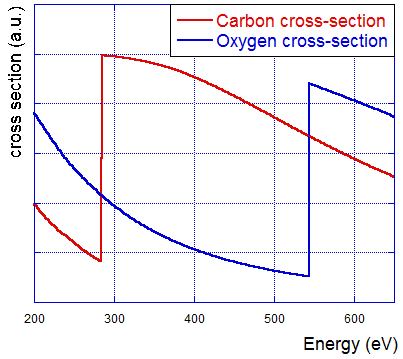 Carbon cross-section
Oxygen cross-section
cross section (a.u.)
200 300 400 500 600
Energy (eV)